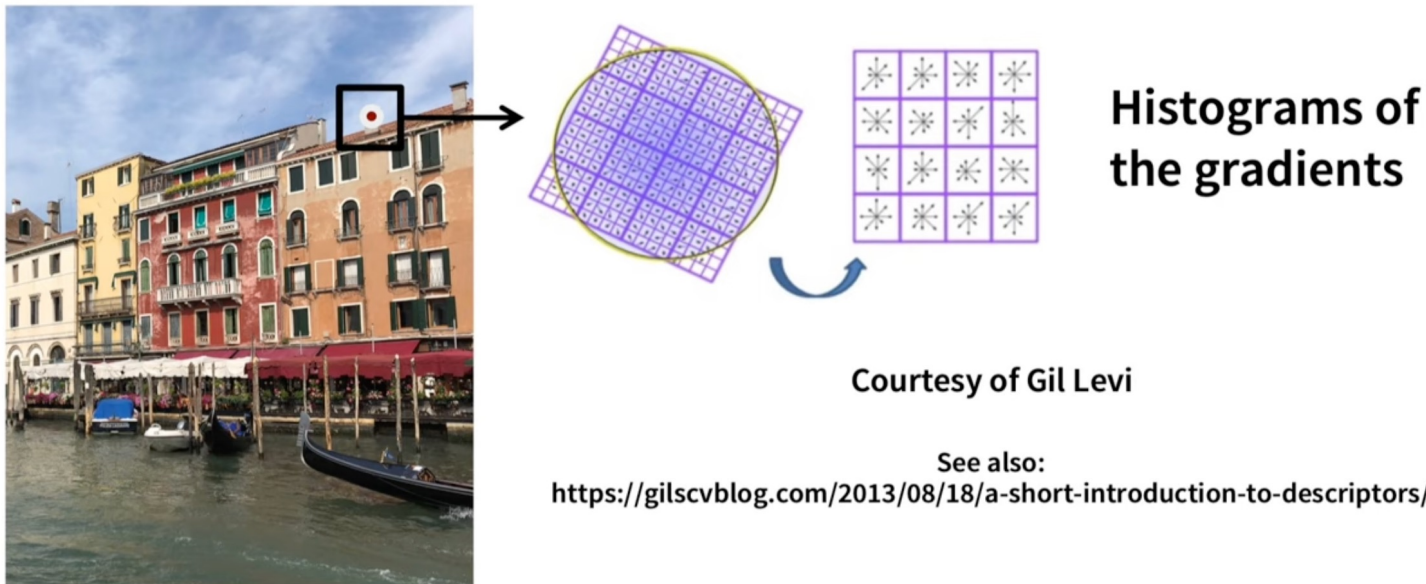 Histograms of
the gradients
Courtesy of Gil Levi
See also:
https://gilscvblog.com/2013/08/18/a-short-introduction-to-descriptors/